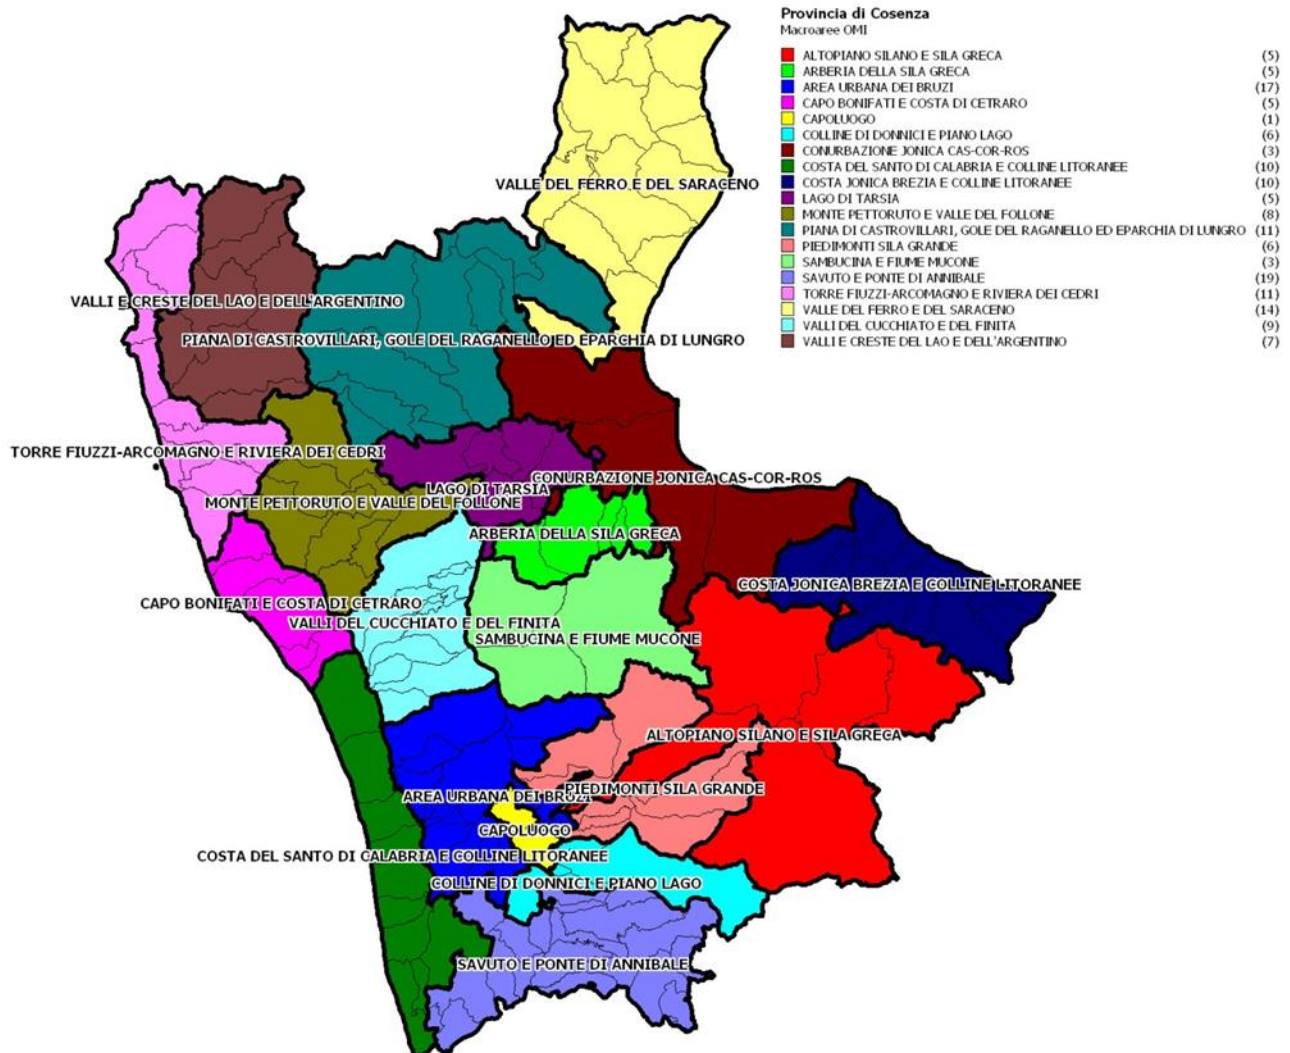 Provincia di Cosenza
Macroaree OMI
ALTOPIANO SILANO E SILA GRECA (5)
ARBERIA DELLA SILA GRECA (5)
AREA URBANA DEI BRUZI (17)
CAPO BONIFATI E COSTA DI CETRARO (5)
CAPOLUOGO (1)
COLLINE DI DONNICI E PIANO LAGO (6)
CONURBAZIONE JONICA CAS-COR-ROS (3)
COSTA DEL SANTO DI CALABRIA E COLLINE LITORANEE (10)
COSTA JONICA BREZIA E COLLINE LITORANEE (10)
LAGO DI TARSIA (5)
MONTE PETTORUTO E VALLE DEL FOLLONE (8)
PIANA DI CASTROVILLARI, GOLE DEL RAGANELLO ED EPARCHIA DI LUNGRO (11)
PIEDIMONTI SILA GRANDE (6)
SAMBUCINA E FIUME MUCONE (3)
SAVUTO E PONTE DI ANNIBALE (19)
TORRE FIUZZI-ARCOMAGNO E RIVIERA DEI CEDRI (11)
VALLE DEL FERRO E DEL SARACENO (14)
VALLI DEL CUCCHIATO E DEL FINITA (9)
VALLI E CRESTE DEL LAO E DELL'ARGENTINO (7)
VALLE DEL FERRO E DEL SARACENO
VALLI E CRESTE DEL LAO E DELL'ARGENTINO
PIANA DI CASTROVILLARI, GOLE DEL RAGANELLO ED EPARCHIA DI LUNGRO
TORRE FIUZZI-ARCOMAGNO E RIVIERA DEI CEDRI
CONURBAZIONE JONICA CAS-COR-ROS
LAGO DI TARSIA
MONTE PETTORUTO E VALLE DEL FOLLONE
ARBERIA DELLA SILA GRECA
COSTA JONICA BREZIA E COLLINE LITORANEE
CAPO BONIFATI E COSTA DI CETRARO
VALLI DEL CUCCHIATO E DEL FINITA
SAMBUCINA E FIUME MUCONE
ALTOPIANO SILANO E SILA GRECA
PIEDIMONTI SILA GRANDE
AREA URBANA DEI BRUZI
CAPOLUOGO
COSTA DEL SANTO DI CALABRIA E COLLINE LITORANEE
COLLINE DI DONNICI E PIANO LAGO
SAVUTO E PONTE DI ANNIBALE